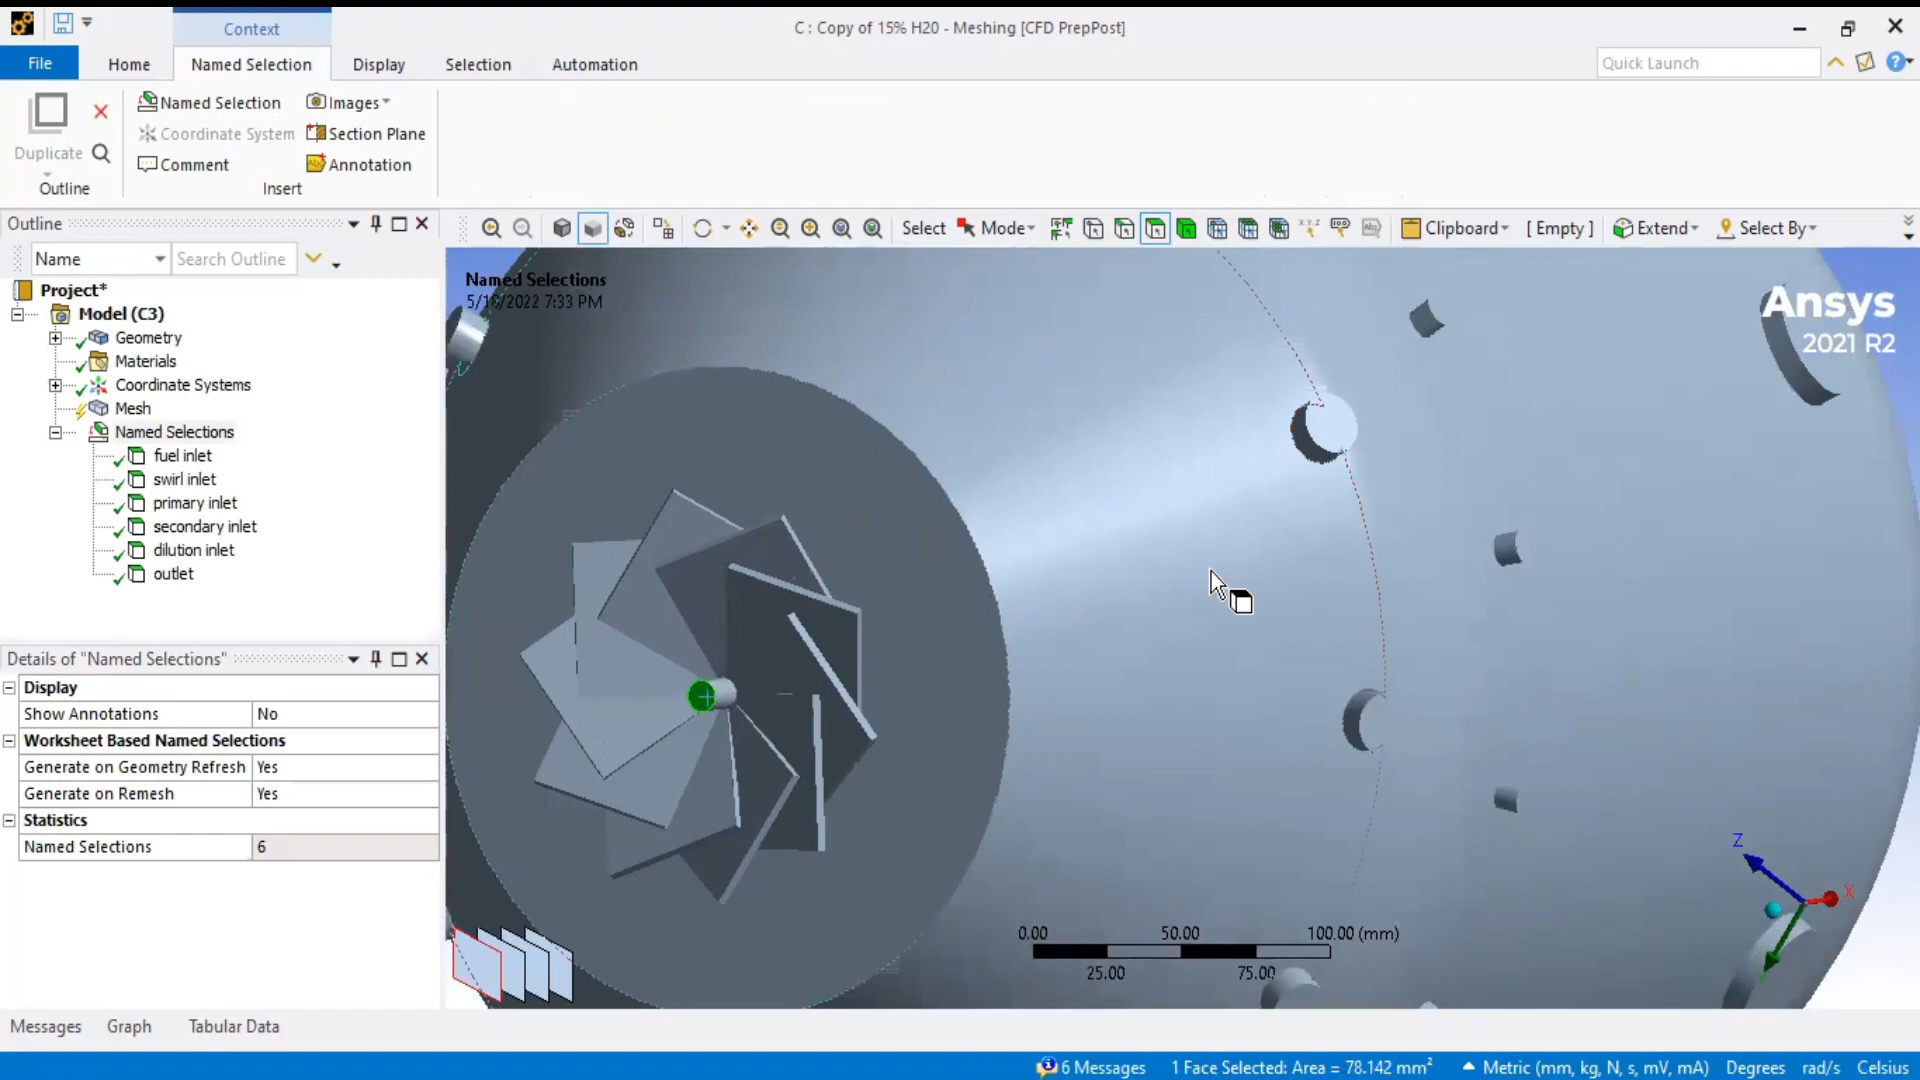 Context
C : Copy of 15% H20 - Meshing [CFD PrepPost]
File Home Named Selection Display Selection Automation
Quick Launch
Duplicate
Outline
Named Selection
Images
Coordinate System
Section Plane
Comment
Annotation
Insert
Outline
Name
Search Outline
Select Mode
Clipboard [ Empty ] Extend Select By
Project*
Model (C3)
Geometry
Materials
Coordinate Systems
Mesh
Named Selections
fuel inlet
swirl inlet
primary inlet
secondary inlet
dilution inlet
outlet
Details of "Named Selections"
Display
Show Annotations No
Worksheet Based Named Selections
Generate on Geometry Refresh Yes
Generate on Remesh Yes
Statistics
Named Selections 6
Named Selections
5/18/2022 7:33 PM
Ansys
2021 R2
Z
X
0.00 50.00 100.00 (mm)
25.00 75.00
Messages Graph Tabular Data
6 Messages 1 Face Selected: Area = 78.142 mm² Metric (mm, kg, N, s, mV, mA) Degrees rad/s Celsius